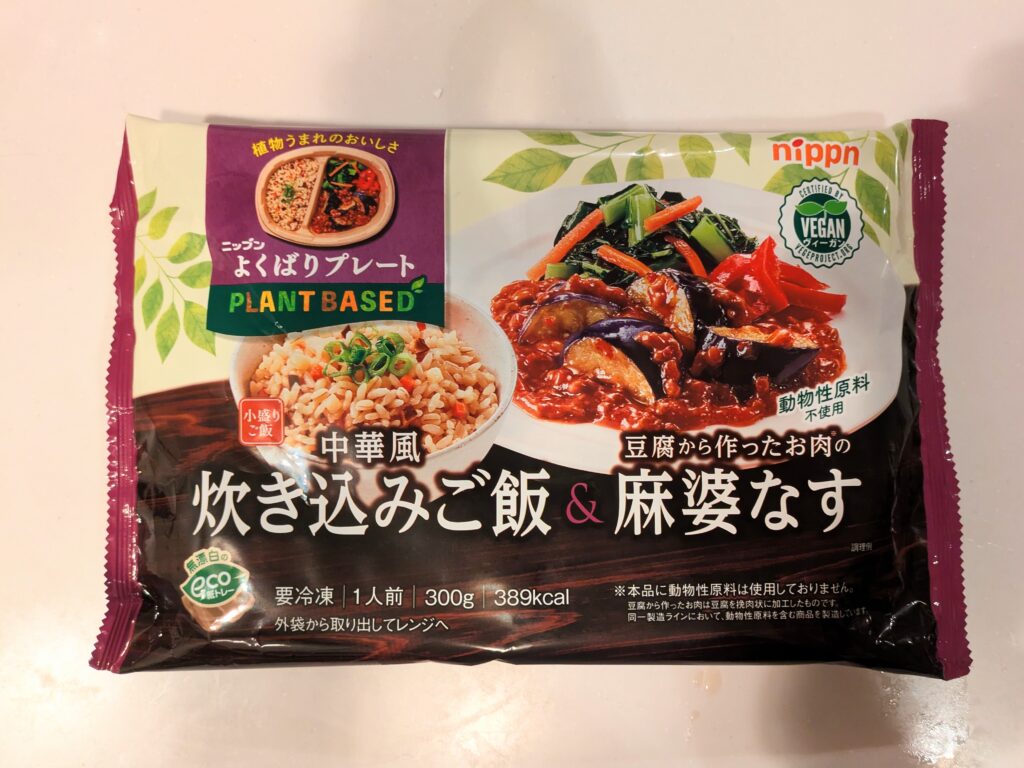 植物うまれのおいしさ
ニップン
よくばりプレート
PLANT BASED
nippn
CERTIFIED BY
VEGAN
ヴィーガン
VEGEPROJECT.ORG
動物性原料
不使用
小盛り
ご飯
中華風
炊き込みご飯
&
豆腐から作ったお肉※の
麻婆なす
調理例
無漂白の
eco
紙トレー
要冷凍 | 1人前 | 300g | 389kcal
外袋から取り出してレンジへ
※本品に動物性原料は使用しておりません。
豆腐から作ったお肉は豆腐を挽肉状に加工したものです。
同一製造ラインにおいて、動物性原料を含む商品を製造しています。